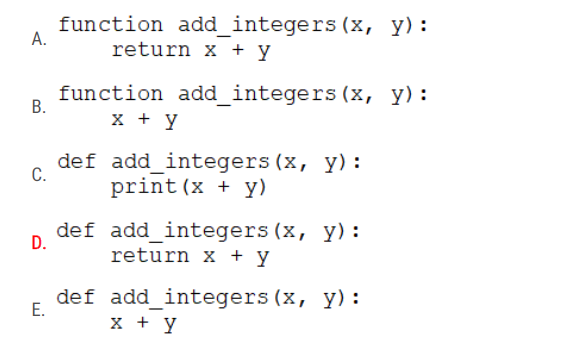 A. function add_integers(x, y):
return x + y
B. function add_integers(x, y):
x + y
C. def add_integers(x, y):
print(x + y)
D. def add_integers(x, y):
return x + y
E. def add_integers(x, y):
x + y